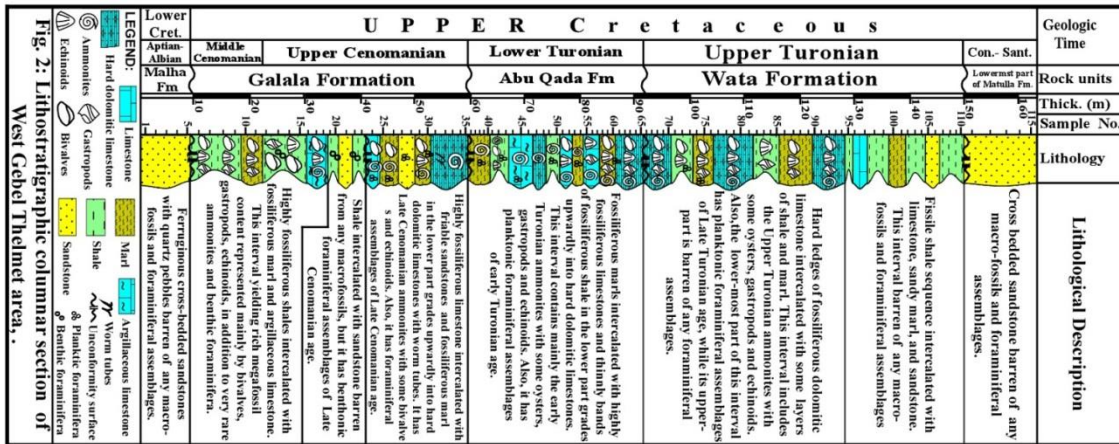 Geologic
Time
Rock units
Thick. (m)
Sample No.
Lithology
Lithological Description
UPPER Cretaceous
Lower
Cret.
Con.- Sant.
Upper Turonian
Lower Turonian
Upper Cenomanian
Middle
Cenomanian
Aptian-
Albian
Lowermst part
of Matulla Fm.
Wata Formation
Abu Qada Fm
Galala Formation
Malha
Fm
Cross bedded sandstone barren of any
macro-fossils and foraminiferal
assemblages.
Fissile shale sequence intercalated with
limestone, sandy marl, and sandstone.
This interval barren of any macro-
fossils and foraminiferal assemblages
Hard ledges of fossiliferous dolomitic
limestone intercalated with some layers
of shale and marl. This interval includes
the Upper Turonian ammonites with
some oysters, gastropods and echinoids.
Also,the lower-most part of this interval
has planktonic foraminiferal assemblages
of Late Turonian age, while its upper-
part is barren of any foraminiferal
assemblages.
Fossiliferous marls intercalated with highly
fossiliferous limestones and thinnly bands
of fossiliferous shale in the lower part grades
upwardly into hard dolomitic limestones.
This interval contains mainly the early
Turonian ammonites with some oysters,
gastropods and echinoids. Also, it has
planktonic foraminiferal assemblages
of early Turonian age.
Highly fossiliferous limestone intercalated with
friable sandstones and fossiliferous marl
in the lower part grades upwardly into hard
dolomitic limestones with worm tubes. It has
Late Cenomanian ammonites with some bivalve
s and echinoids. Also, it has foraminiferal
assemblages of Late Cenomanian age.
Shale intercalated with sandstone barren
from any macrofossils, but it has benthonic
foraminiferal assemblages of Late
Cenomanian age.
Highly fossiliferous shales intercalated with
fossiliferous marl and argillaceous limestone.
This interval yielding rich megafossil
content represented mainly by bivalves,
gastropods, echinoids, in addition to very rare
ammonites and benthic foraminifera.
Ferruginous cross-bedded sandstones
with quartz pebbles barren of any macro-
fossils and foraminiferal assemblages.
LEGEND:
Limestone
Marl
Argillaceous limestone
Hard dolomitic limestone
Shale
Sandstone
Ammonites
Gastropods
Echinoids
Bivalves
Worm tubes
Unconformity surface
Planktic foraminifera
Benthic foraminifera
Fig. 2: Lithostratigraphic columnar section of
West Gebel Thelmet area. .